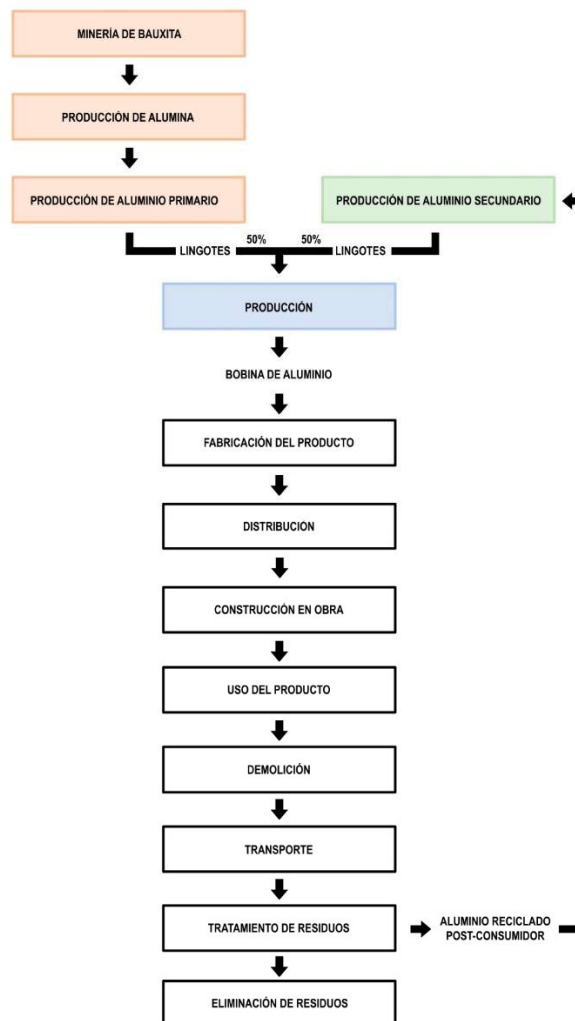 MINERÍA DE BAUXITA
PRODUCCIÓN DE ALUMINA
PRODUCCIÓN DE ALUMINIO PRIMARIO
PRODUCCIÓN DE ALUMINIO SECUNDARIO
LINGOTES
50%
50%
LINGOTES
PRODUCCIÓN
BOBINA DE ALUMINIO
FABRICACIÓN DEL PRODUCTO
DISTRIBUCIÓN
CONSTRUCCIÓN EN OBRA
USO DEL PRODUCTO
DEMOLICIÓN
TRANSPORTE
TRATAMIENTO DE RESIDUOS
ALUMINIO RECICLADO
POST-CONSUMIDOR
ELIMINACIÓN DE RESIDUOS